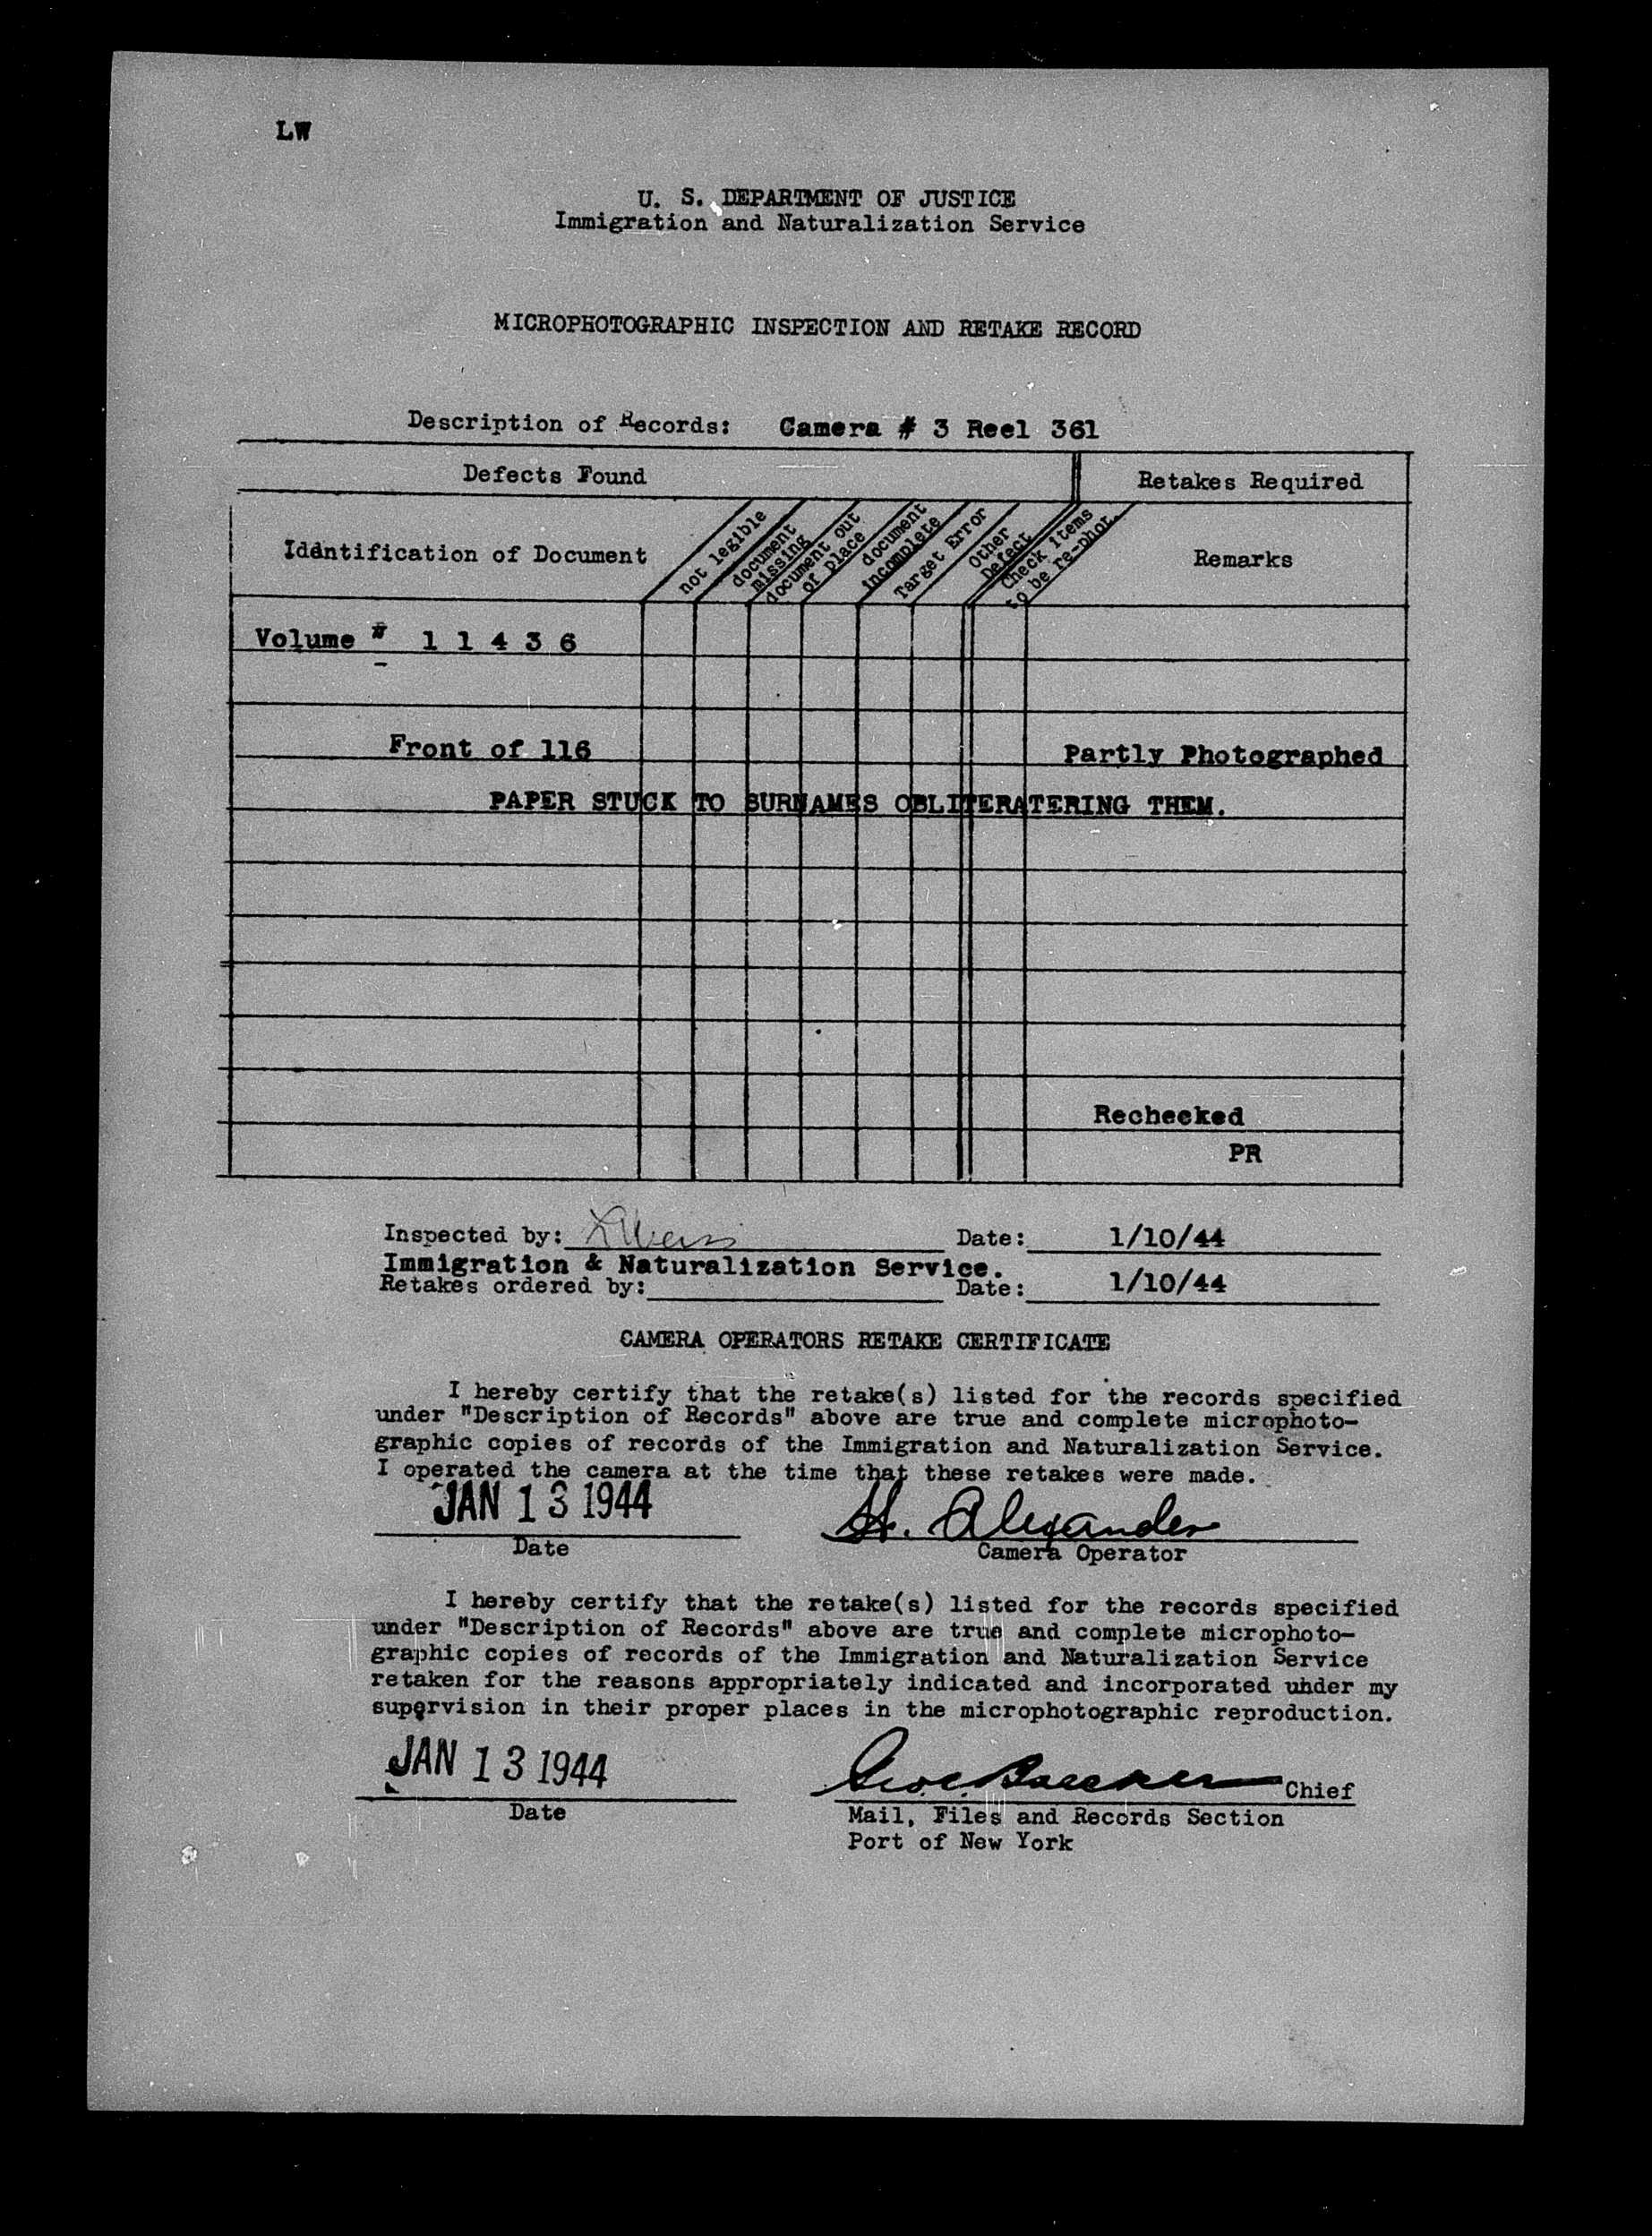 LW
U. S. DEPARTMENT OF JUSTICE
Immigration and Naturalization Service
MICROPHOTOGRAPHIC INSPECTION AND RETAKE RECORD
Description of Records: Camera # 3 Reel 361
Defects Found
Retakes Required
Identification of Document
not legible
document missing
document out of place
document incomplete
Target Error
Other Defect
Check items to be re-phot.
Remarks
Volume # 1 1 4 3 6
Front of 116
Partly Photographed
PAPER STUCK TO SURNAMES OBLITERATERING THEM.
Rechecked
PR
Inspected by: Date: 1/10/44
Immigration & Naturalization Service.
Retakes ordered by: Date: 1/10/44
CAMERA OPERATORS RETAKE CERTIFICATE
I hereby certify that the retake(s) listed for the records specified
under "Description of Records" above are true and complete microphoto-
graphic copies of records of the Immigration and Naturalization Service.
I operated the camera at the time that these retakes were made.
JAN 13 1944 H. Alexander
Date Camera Operator
I hereby certify that the retake(s) listed for the records specified
under "Description of Records" above are true and complete microphoto-
graphic copies of records of the Immigration and Naturalization Service
retaken for the reasons appropriately indicated and incorporated under my
supervision in their proper places in the microphotographic reproduction.
JAN 13 1944 Chief
Date Mail, Files and Records Section
Port of New York